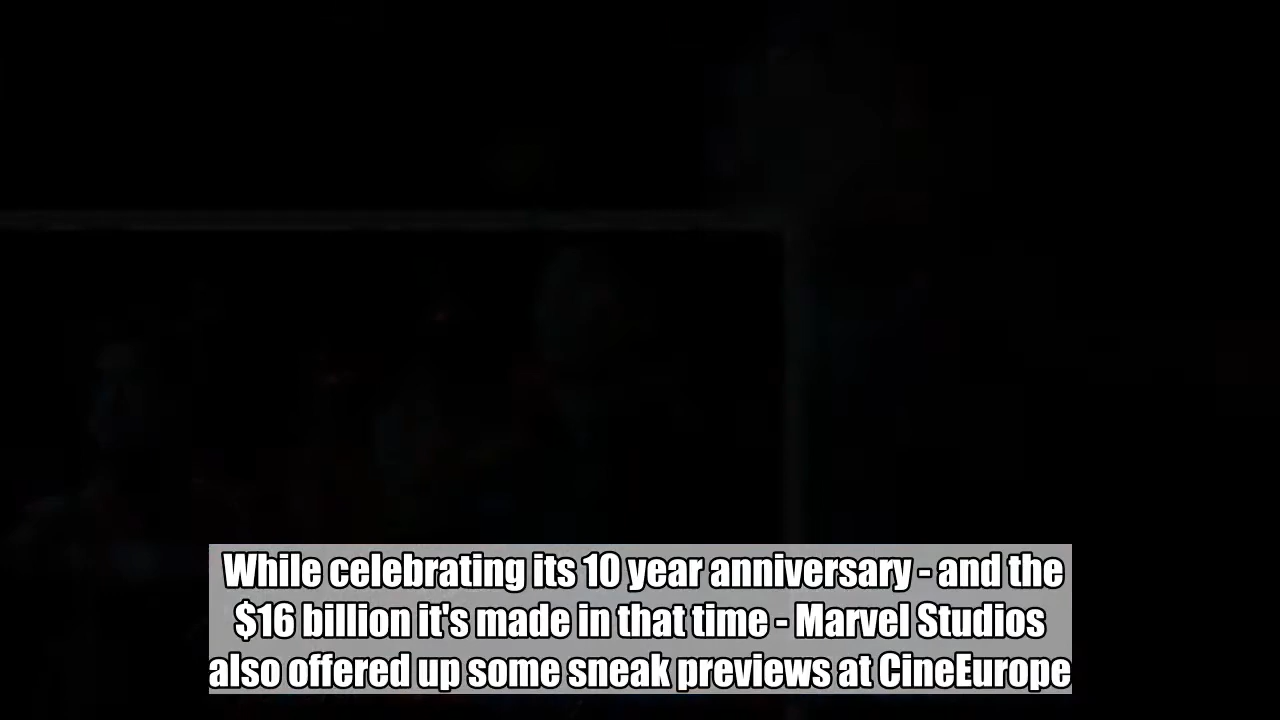 While celebrating its 10 year anniversary - and the
$16 billion it's made in that time - Marvel Studios
also offered up some sneak previews at CineEurope